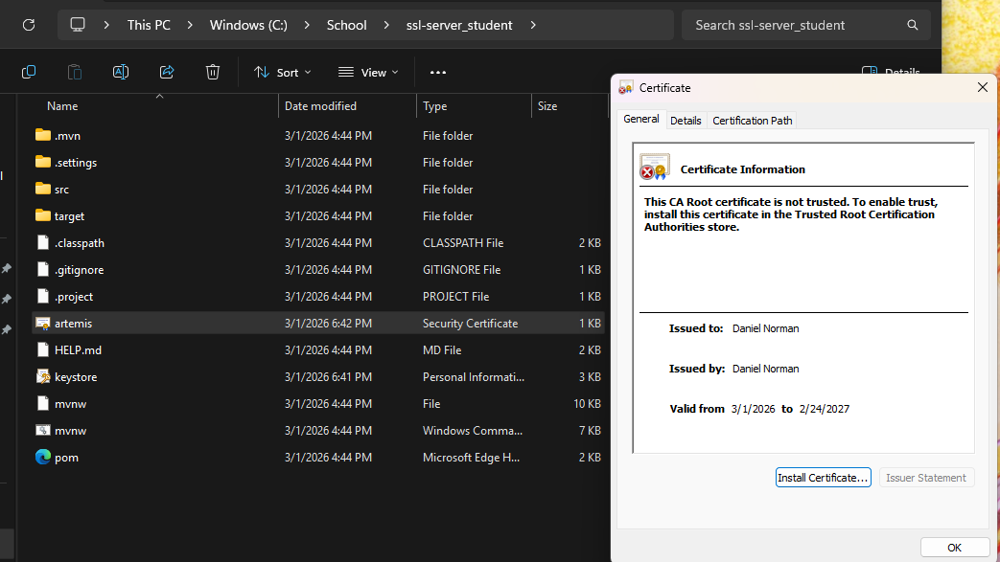 This PC > Windows (C:) > School > ssl-server_student >
Search ssl-server_student
Sort
View
Details
Name Date modified Type Size
.mvn 3/1/2026 4:44 PM File folder
.settings 3/1/2026 4:44 PM File folder
src 3/1/2026 4:44 PM File folder
target 3/1/2026 4:44 PM File folder
.classpath 3/1/2026 4:44 PM CLASSPATH File 2 KB
.gitignore 3/1/2026 4:44 PM GITIGNORE File 1 KB
.project 3/1/2026 4:44 PM PROJECT File 1 KB
artemis 3/1/2026 6:42 PM Security Certificate 1 KB
HELP.md 3/1/2026 4:44 PM MD File 2 KB
keystore 3/1/2026 6:41 PM Personal Informati... 3 KB
mvnw 3/1/2026 4:44 PM File 10 KB
mvnw 3/1/2026 4:44 PM Windows Comma... 7 KB
pom 3/1/2026 4:44 PM Microsoft Edge H... 2 KB
Certificate
General Details Certification Path
Certificate Information
This CA Root certificate is not trusted. To enable trust,
install this certificate in the Trusted Root Certification
Authorities store.
Issued to: Daniel Norman
Issued by: Daniel Norman
Valid from 3/1/2026 to 2/24/2027
Install Certificate... Issuer Statement
OK